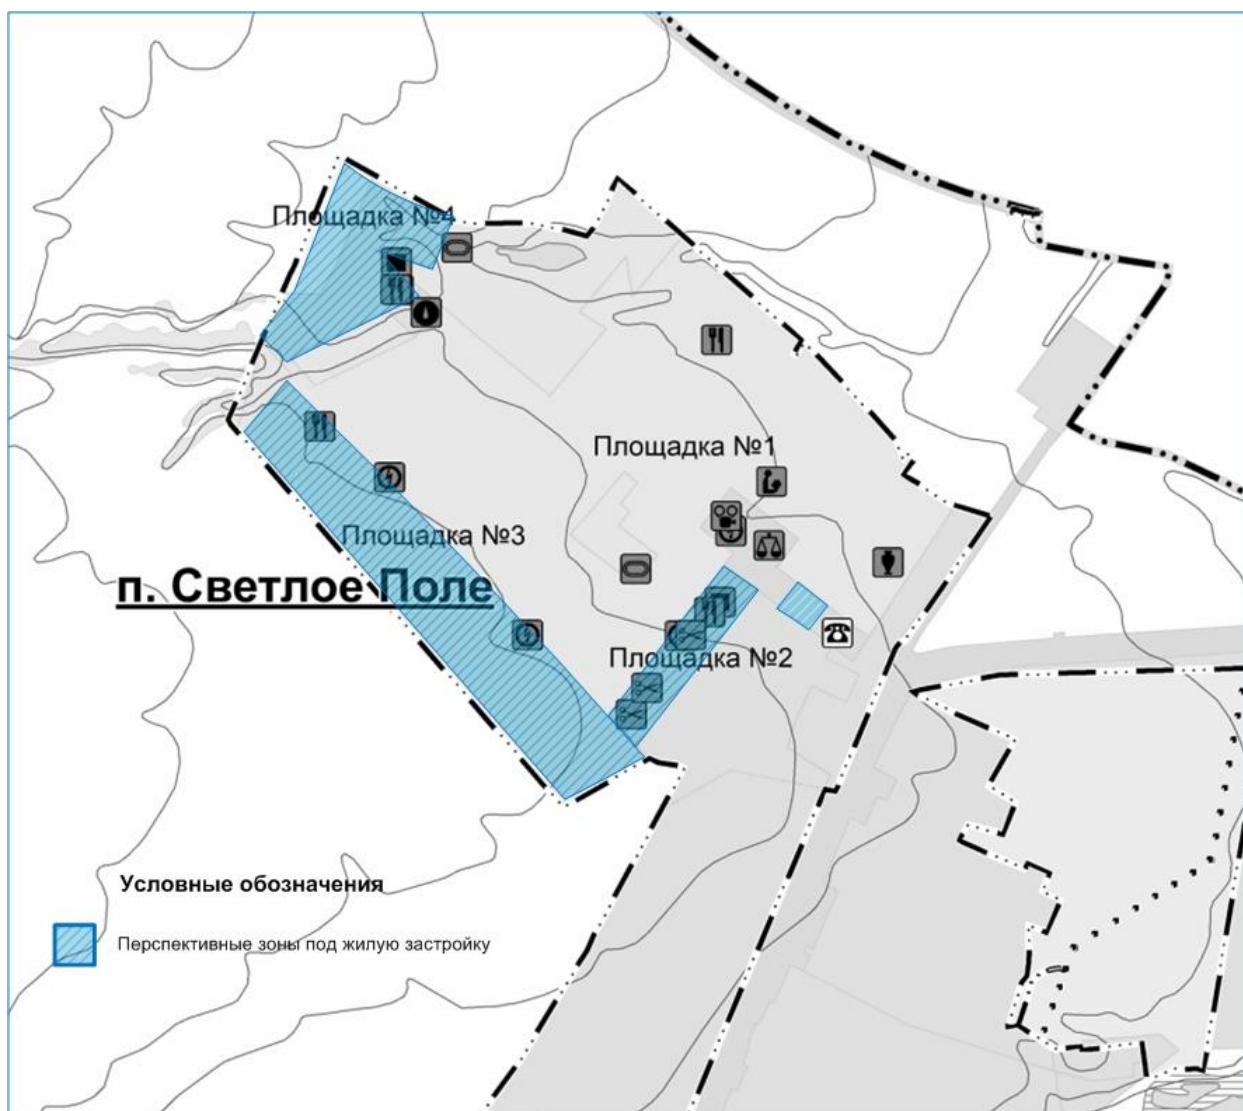 Площадка №4
Площадка №1
Площадка №3
п. Светлое Поле
Площадка №2
Условные обозначения
Перспективные зоны под жилую застройку